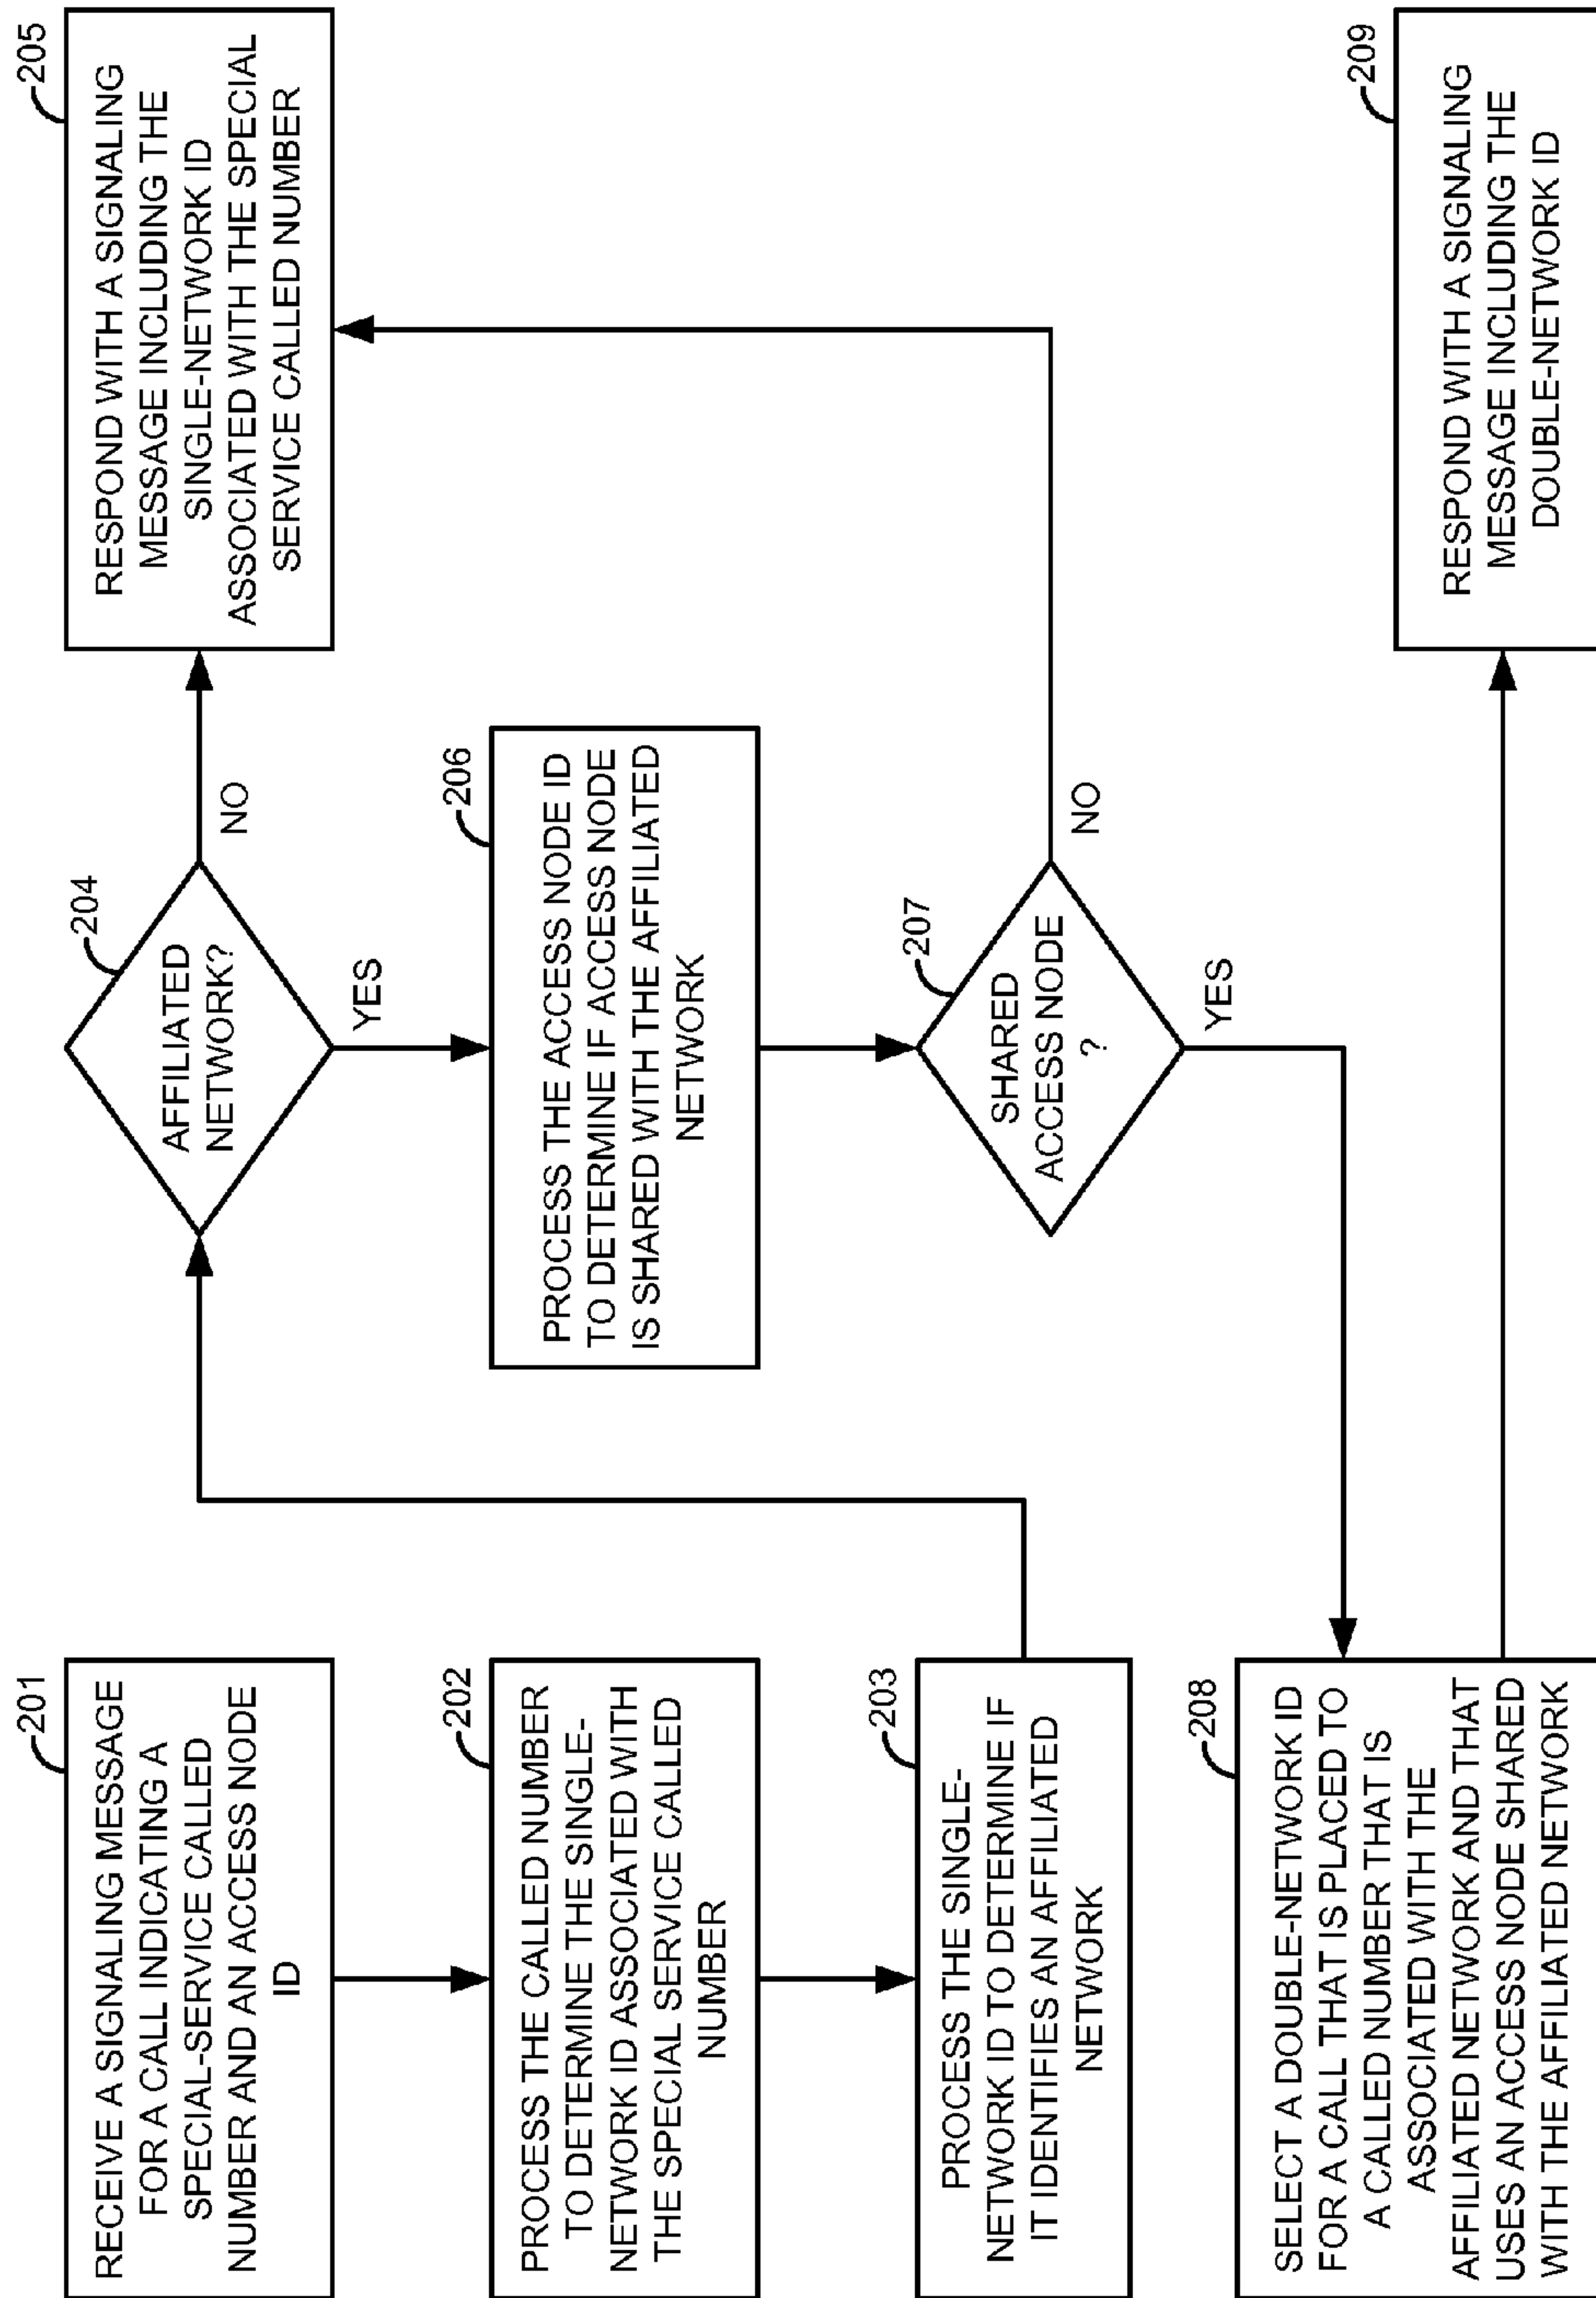 201
RECEIVE A SIGNALING MESSAGE
FOR A CALL INDICATING A
SPECIAL-SERVICE CALLED
NUMBER AND AN ACCESS NODE
ID
202
PROCESS THE CALLED NUMBER
TO DETERMINE THE SINGLE-
NETWORK ID ASSOCIATED WITH
THE SPECIAL SERVICE CALLED
NUMBER
203
PROCESS THE SINGLE-
NETWORK ID TO DETERMINE IF
IT IDENTIFIES AN AFFILIATED
NETWORK
204
AFFILIATED
NETWORK?
NO
YES
205
RESPOND WITH A SIGNALING
MESSAGE INCLUDING THE
SINGLE-NETWORK ID
ASSOCIATED WITH THE SPECIAL
SERVICE CALLED NUMBER
206
PROCESS THE ACCESS NODE ID
TO DETERMINE IF ACCESS NODE
IS SHARED WITH THE AFFILIATED
NETWORK
207
SHARED
ACCESS NODE
?
NO
YES
208
SELECT A DOUBLE-NETWORK ID
FOR A CALL THAT IS PLACED TO
A CALLED NUMBER THAT IS
ASSOCIATED WITH THE
AFFILIATED NETWORK AND THAT
USES AN ACCESS NODE SHARED
WITH THE AFFILIATED NETWORK
209
RESPOND WITH A SIGNALING
MESSAGE INCLUDING THE
DOUBLE-NETWORK ID